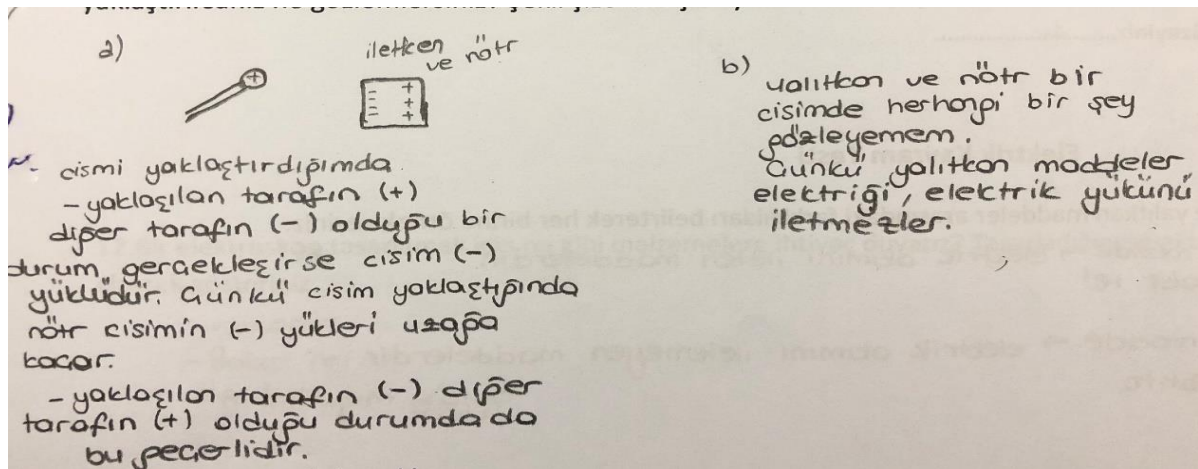 a)
iletken
ve nötr
+
- +
- +
- +
cismi yaklaştırdığımda
- yaklaşılan tarafın (+)
diğer tarafın (-) olduğu bir
durum gerçekleşirse cisim (-)
yüklüdür. Çünkü cisim yaklaştığında
nötr cisimin (-) yükleri uzağa
kaçar.
- yaklaşılan tarafın (-) diğer
tarafın (+) olduğu durumda da
bu geçerlidir.
b)
yalıtkan ve nötr bir
cisimde herhangi bir şey
gözleyemem.
Çünkü yalıtkan maddeler
elektriği, elektrik yükünü
iletmezler.